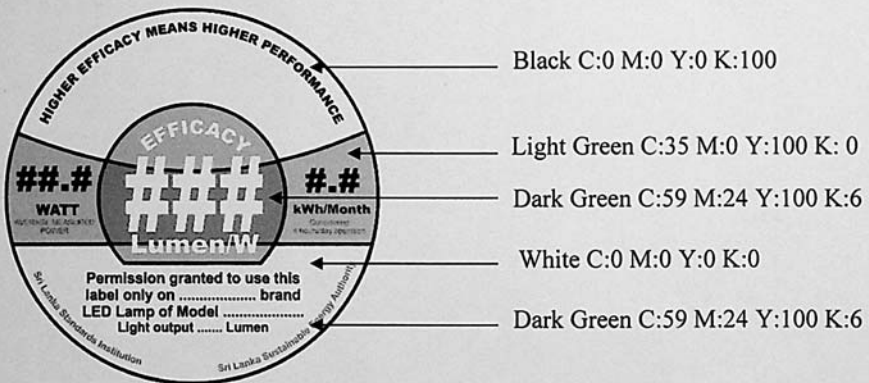 HIGHER EFFICACY MEANS HIGHER PERFORMANCE
EFFICACY
##.#
###
#.#
WATT
kWh/Month
AVERAGE MEASURED
POWER
Lumen/W
Permission granted to use this
label only on .................... brand
LED Lamp of Model ....................
Light output ....... Lumen
Sri Lanka Standards Institution
Sri Lanka Sustainable Energy Authority
Black C:0 M:0 Y:0 K:100
Light Green C:35 M:0 Y:100 K: 0
Dark Green C:59 M:24 Y:100 K:6
White C:0 M:0 Y:0 K:0
Dark Green C:59 M:24 Y:100 K:6